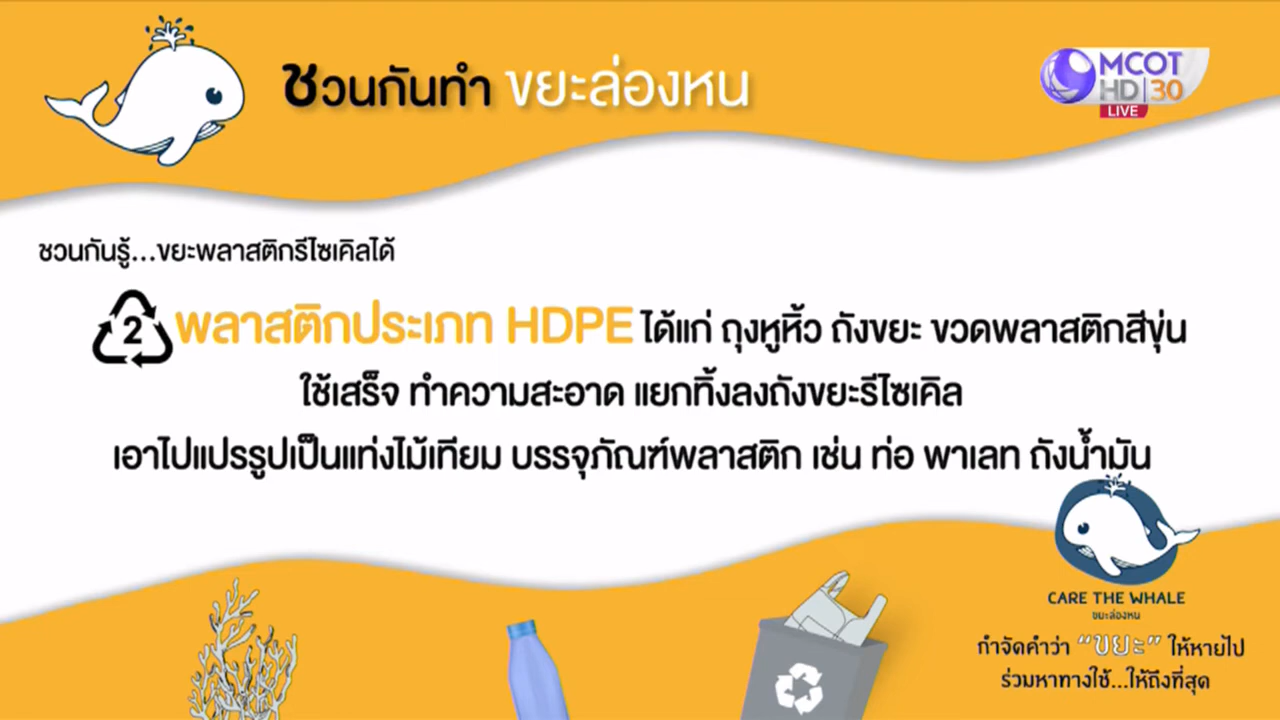 ชวนกันทำ ขยะล่องหน
MCOT
HD 30
LIVE
ชวนกันรู้...ขยะพลาสติกรีไซเคิลได้
2 พลาสติกประเภท HDPE ได้แก่ ถุงหูหิ้ว ถังขยะ ขวดพลาสติกสีขุ่น
ใช้เสร็จ ทำความสะอาด แยกทิ้งลงถังขยะรีไซเคิล
เอาไปแปรรูปเป็นแท่งไม้เทียม บรรจุภัณฑ์พลาสติก เช่น ท่อ พาเลท ถังน้ำมัน
CARE THE WHALE
ขยะล่องหน
กำจัดคำว่า “ขยะ” ให้หายไป
ร่วมหาทางใช้...ให้ถึงที่สุด